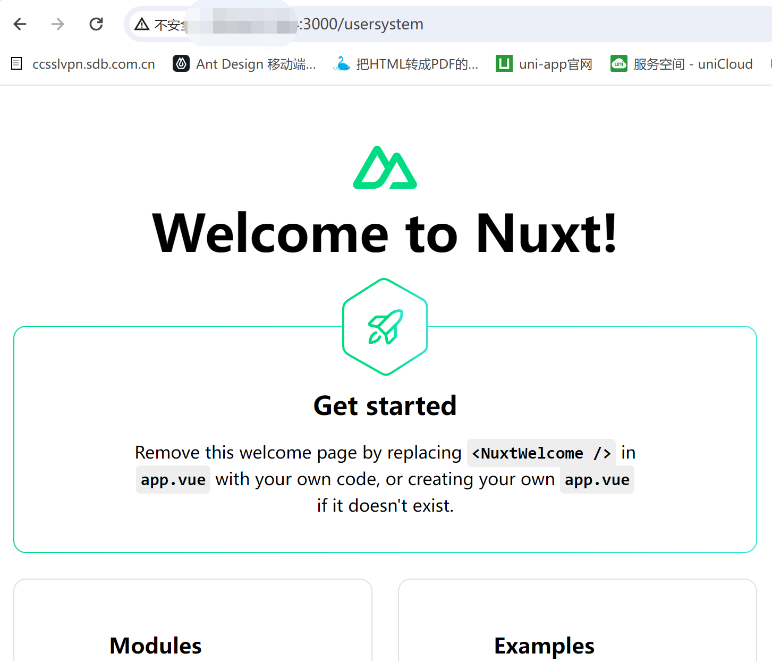 不安
:3000/usersystem
ccsslvpn.sdb.com.cn
Ant Design 移动端...
把HTML转成PDF的...
uni-app官网
服务空间 - uniCloud
Welcome to Nuxt!
Get started
Remove this welcome page by replacing <NuxtWelcome /> in
app.vue with your own code, or creating your own app.vue
if it doesn't exist.
Modules
Examples